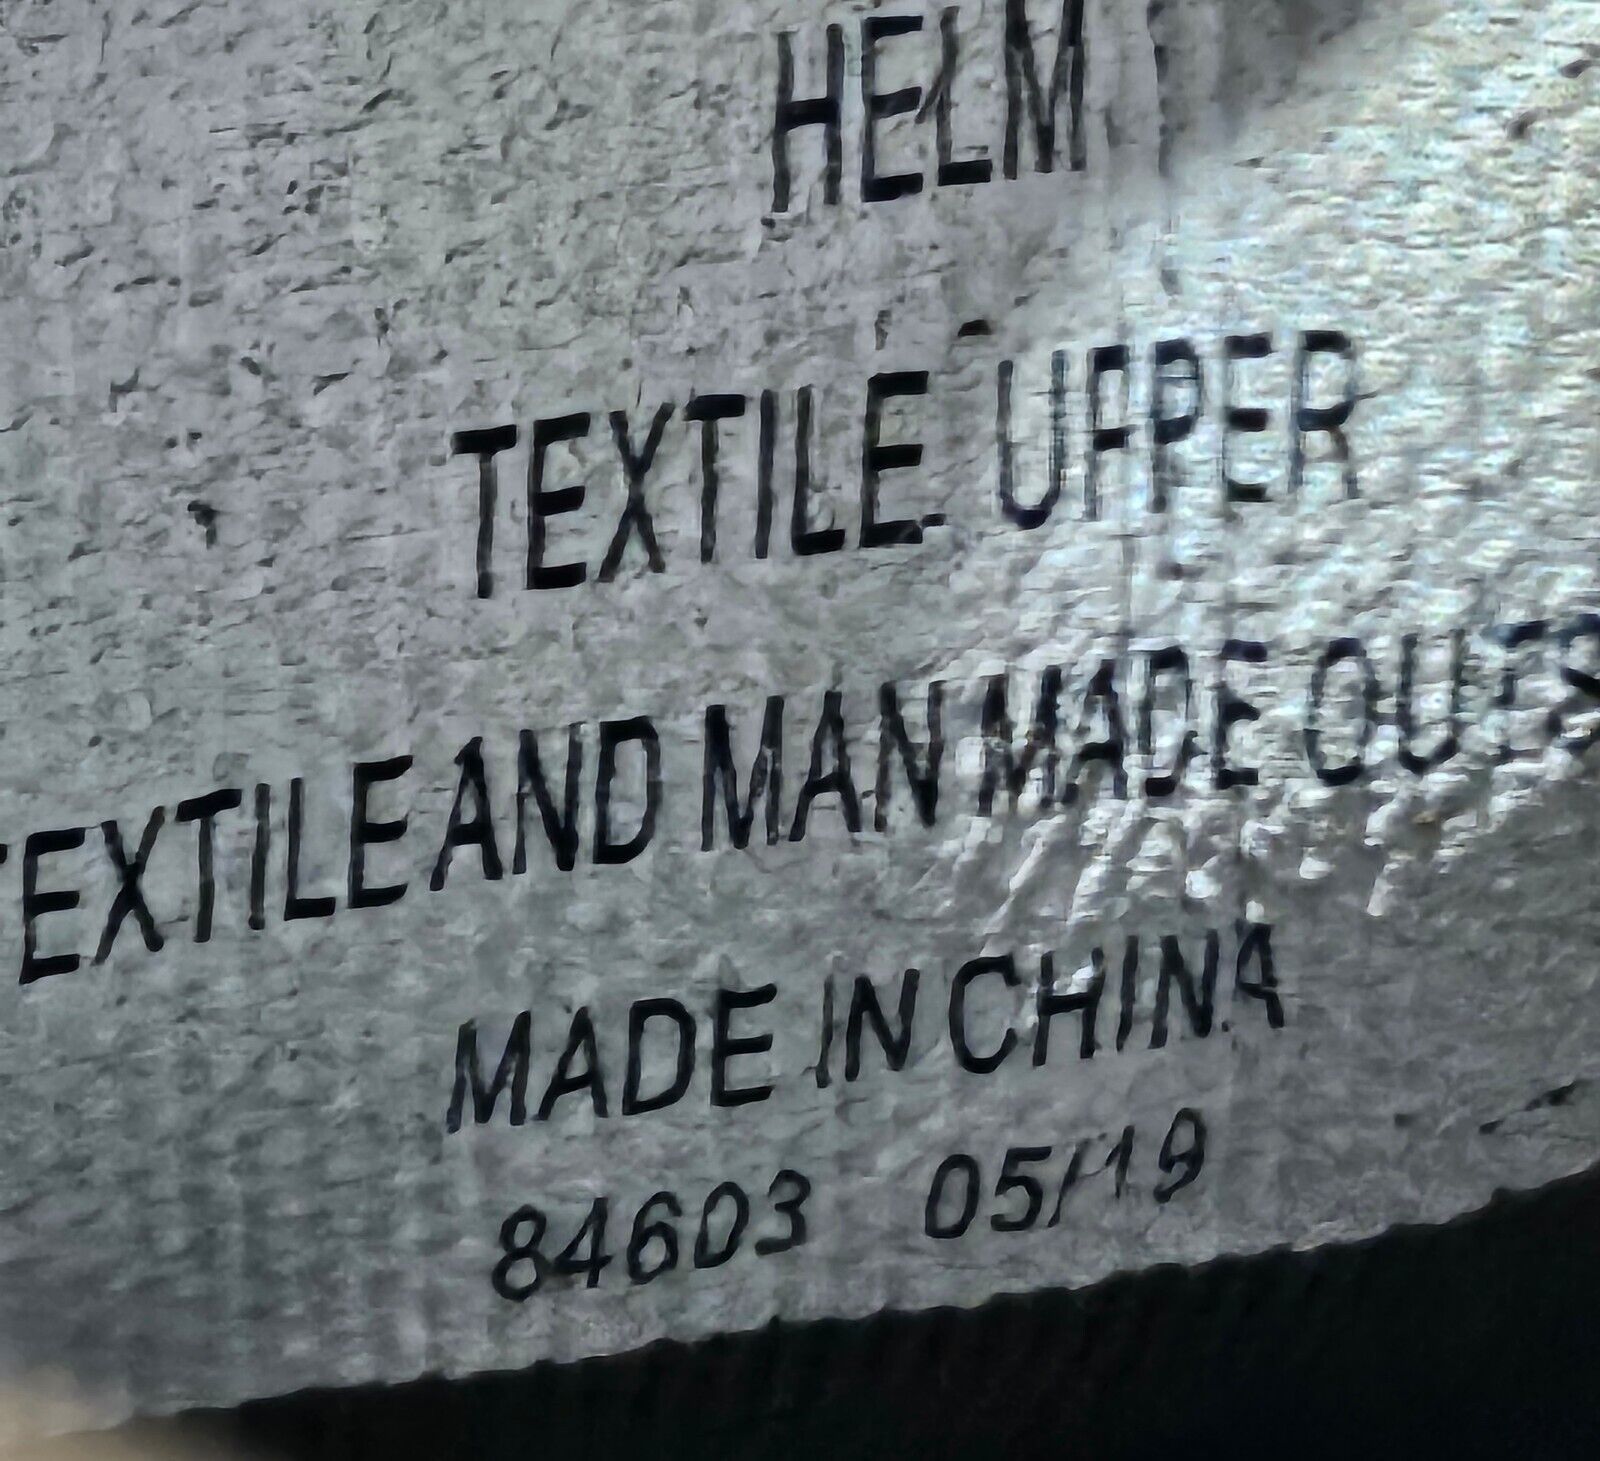 HELM
TEXTILE UPPER
TEXTILE AND MAN MADE
MADE IN CHINA
84603 05/19